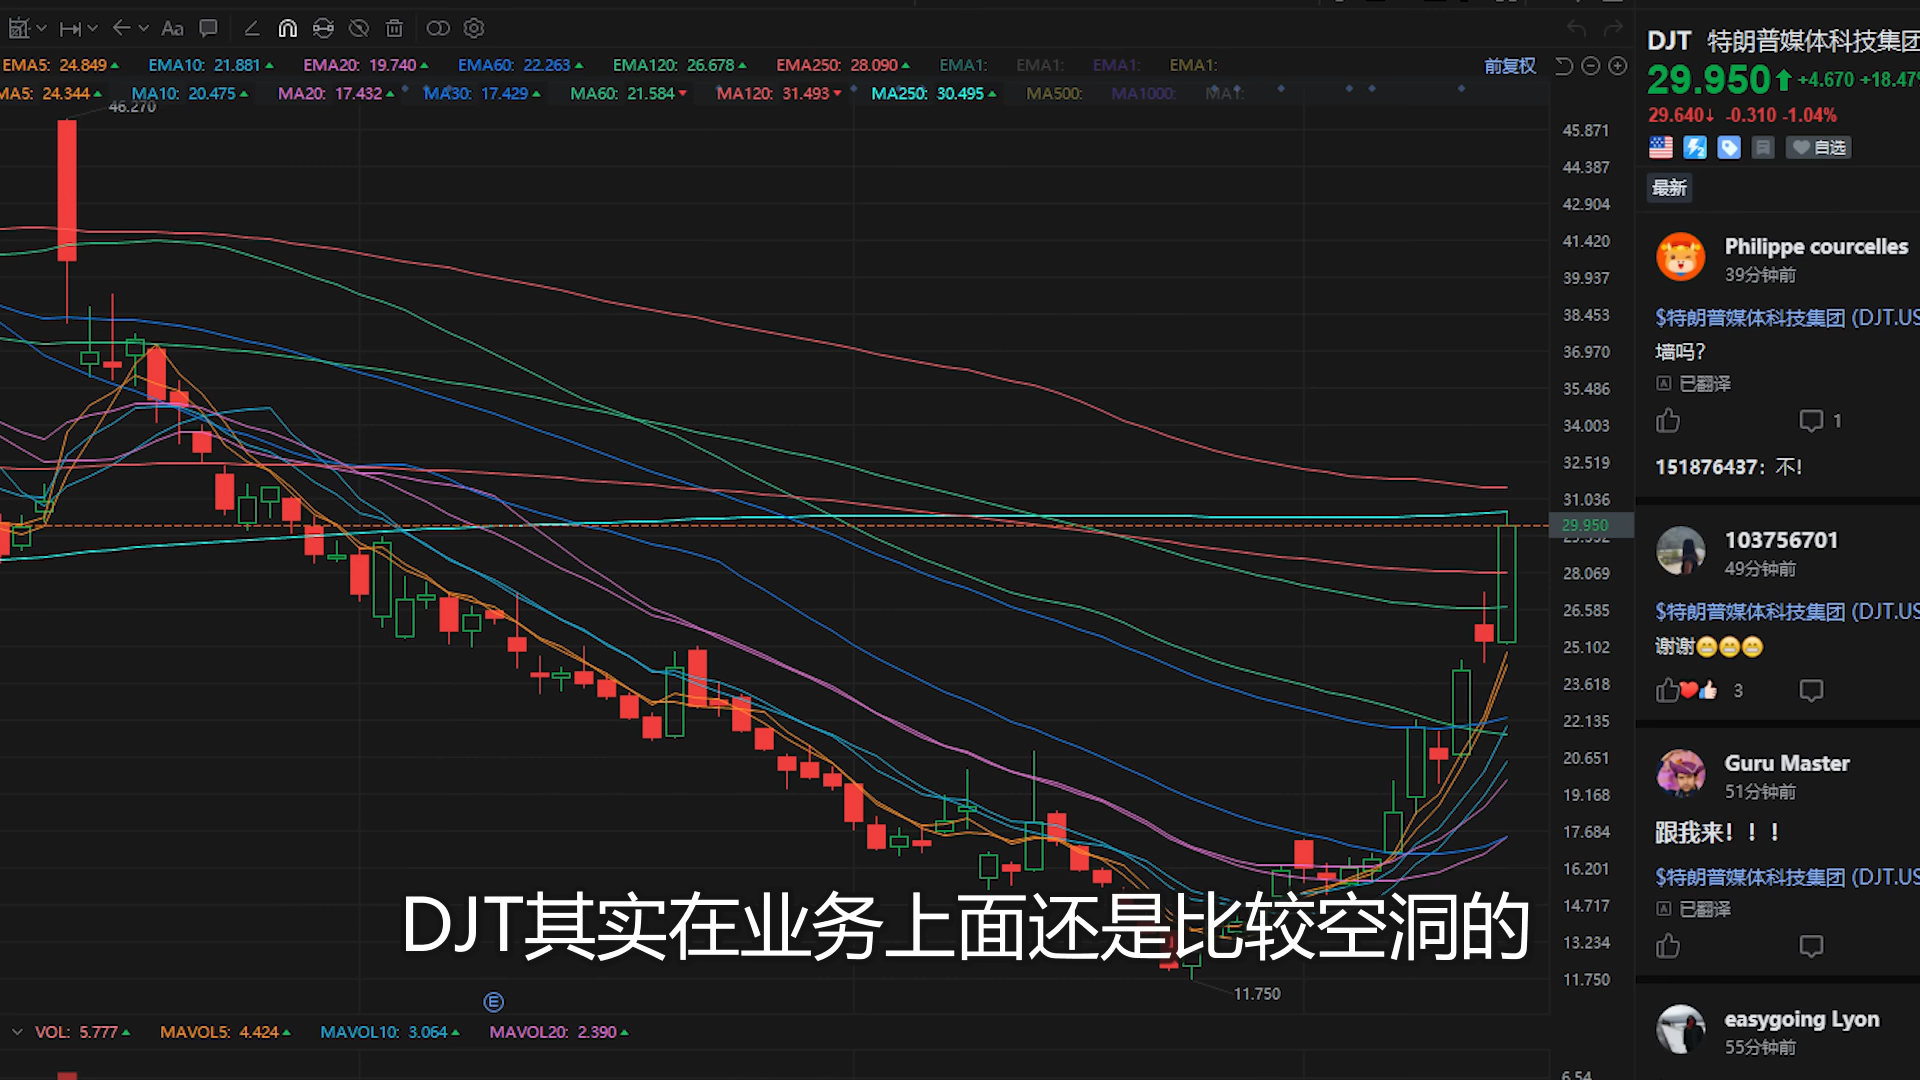 Aa
EMA5: 24.849 EMA10: 21.881 EMA20: 19.740 EMA60: 22.263 EMA120: 26.678 EMA250: 28.090 EMA1: EMA1: EMA1: EMA1: 前复权
MA5: 24.344 MA10: 20.475 MA20: 17.432 MA30: 17.429 MA60: 21.584 MA120: 31.493 MA250: 30.495 MA500: MA1000: MA1:
46.270
45.871
44.387
42.904
41.420
39.937
38.453
36.970
35.486
34.003
32.519
31.036
29.950
29.552
28.069
26.585
25.102
23.618
22.135
20.651
19.168
17.684
16.201
14.717
13.234
11.750
11.750
E
DJT其实在业务上面还是比较空洞的
VOL: 5.777 MAVOL5: 4.424 MAVOL10: 3.064 MAVOL20: 2.390
6.54
DJT 特朗普媒体科技集团
29.950 +4.670 +18.47%
29.640↓ -0.310 -1.04%
自选
最新
Philippe courcelles
39分钟前
$特朗普媒体科技集团 (DJT.US
墙吗?
已翻译
1
151876437: 不!
103756701
49分钟前
$特朗普媒体科技集团 (DJT.US
谢谢😁😁😁
3
Guru Master
51分钟前
跟我来！！！
$特朗普媒体科技集团 (DJT.US
已翻译
easygoing Lyon
55分钟前